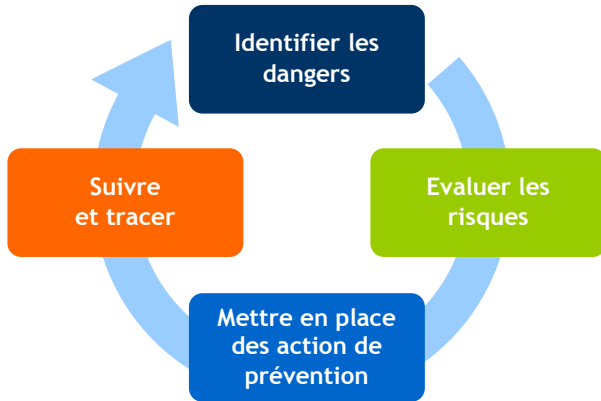 Identifier les
dangers
Evaluer les
risques
Mettre en place
des action de
prévention
Suivre
et tracer